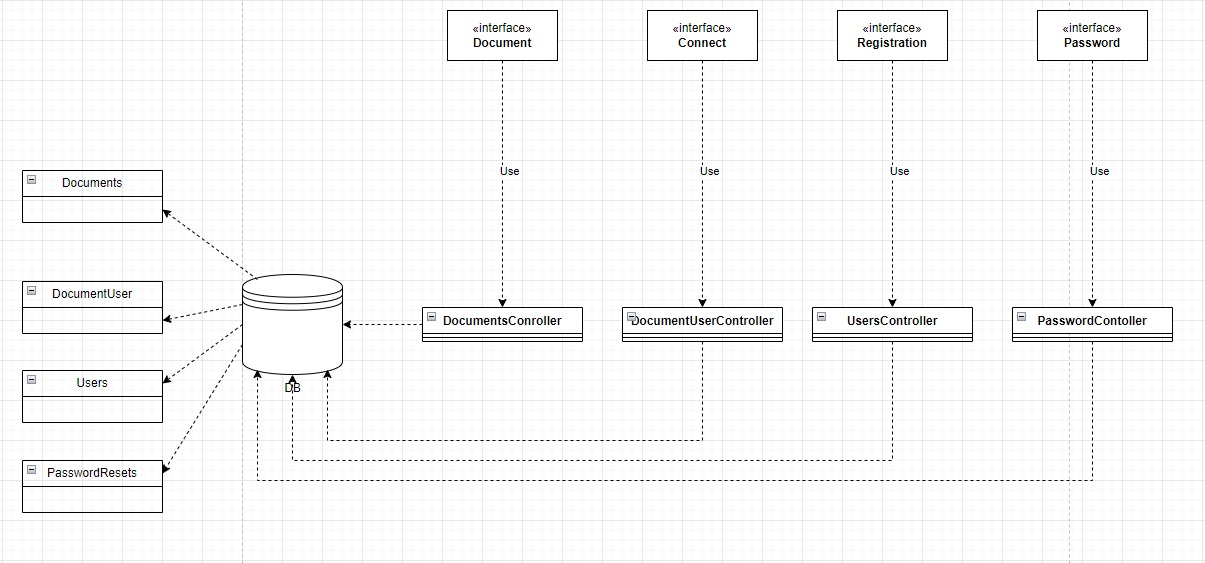 «interface»
Document
«interface»
Connect
«interface»
Registration
«interface»
Password
Use
Use
Use
Use
Documents
DocumentUser
Users
PasswordResets
DB
DocumentsConroller
DocumentUserController
UsersController
PasswordContoller